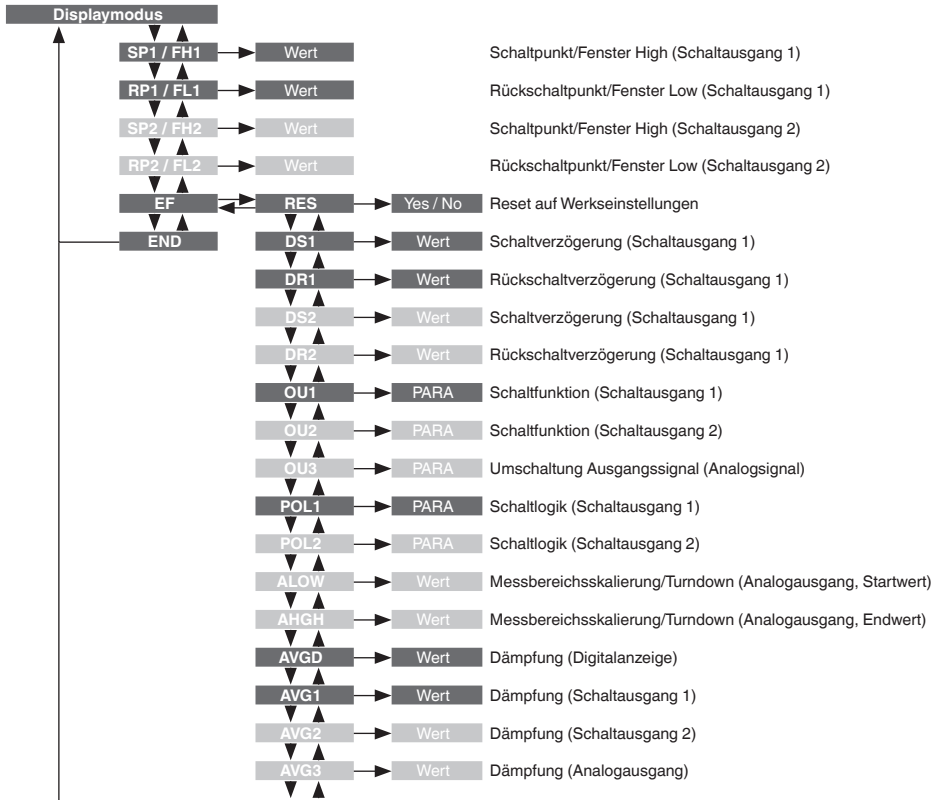 Displaymodus
SP1 / FH1 Wert Schaltpunkt/Fenster High (Schaltausgang 1)
RP1 / FL1 Wert Rückschaltpunkt/Fenster Low (Schaltausgang 1)
SP2 / FH2 Wert Schaltpunkt/Fenster High (Schaltausgang 2)
RP2 / FL2 Wert Rückschaltpunkt/Fenster Low (Schaltausgang 2)
EF RES Yes / No Reset auf Werkseinstellungen
END DS1 Wert Schaltverzögerung (Schaltausgang 1)
DR1 Wert Rückschaltverzögerung (Schaltausgang 1)
DS2 Wert Schaltverzögerung (Schaltausgang 1)
DR2 Wert Rückschaltverzögerung (Schaltausgang 1)
OU1 PARA Schaltfunktion (Schaltausgang 1)
OU2 PARA Schaltfunktion (Schaltausgang 2)
OU3 PARA Umschaltung Ausgangssignal (Analogsignal)
POL1 PARA Schaltlogik (Schaltausgang 1)
POL2 PARA Schaltlogik (Schaltausgang 2)
ALOW Wert Messbereichsskalierung/Turndown (Analogausgang, Startwert)
AHGH Wert Messbereichsskalierung/Turndown (Analogausgang, Endwert)
AVGD Wert Dämpfung (Digitalanzeige)
AVG1 Wert Dämpfung (Schaltausgang 1)
AVG2 Wert Dämpfung (Schaltausgang 2)
AVG3 Wert Dämpfung (Analogausgang)